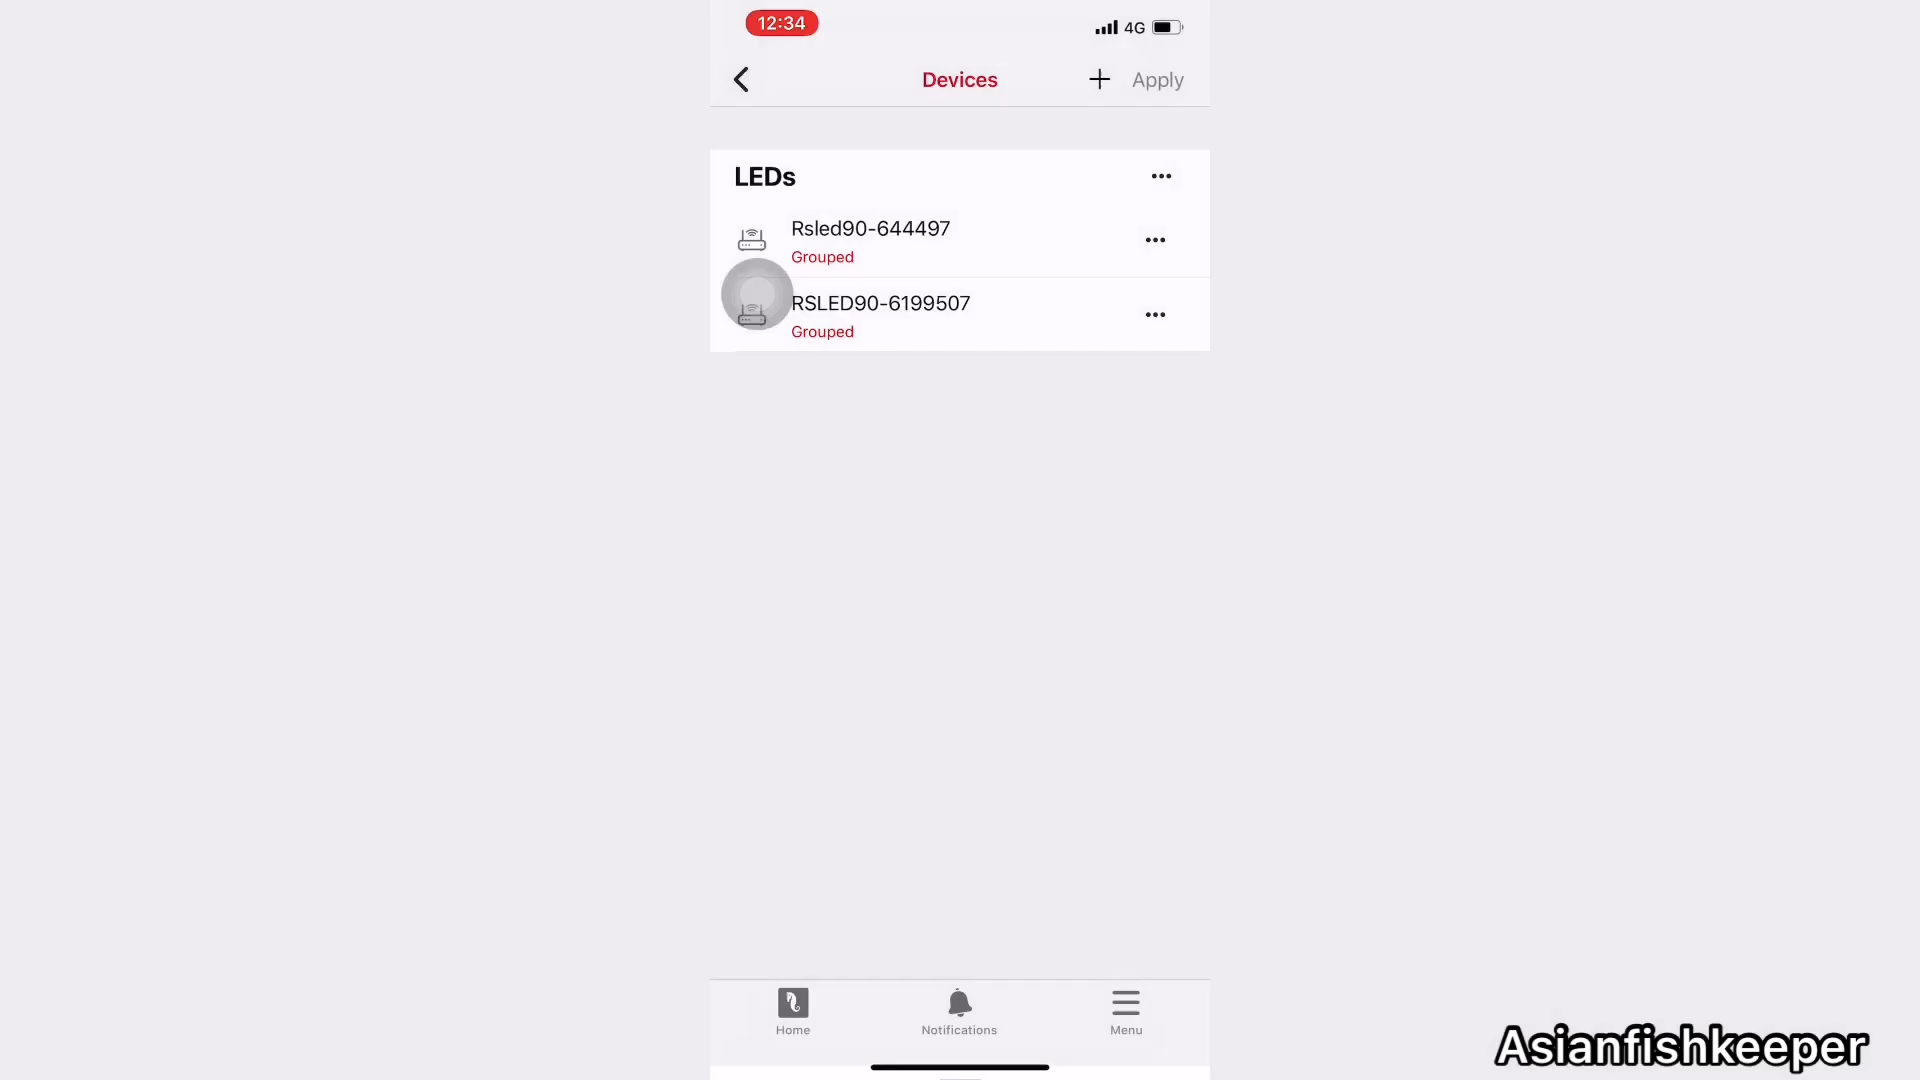 12:34
4G
Devices
Apply
LEDs
Rsled90-644497
Grouped
RSLED90-6199507
Grouped
Home
Notifications
Menu
Asianfishkeeper